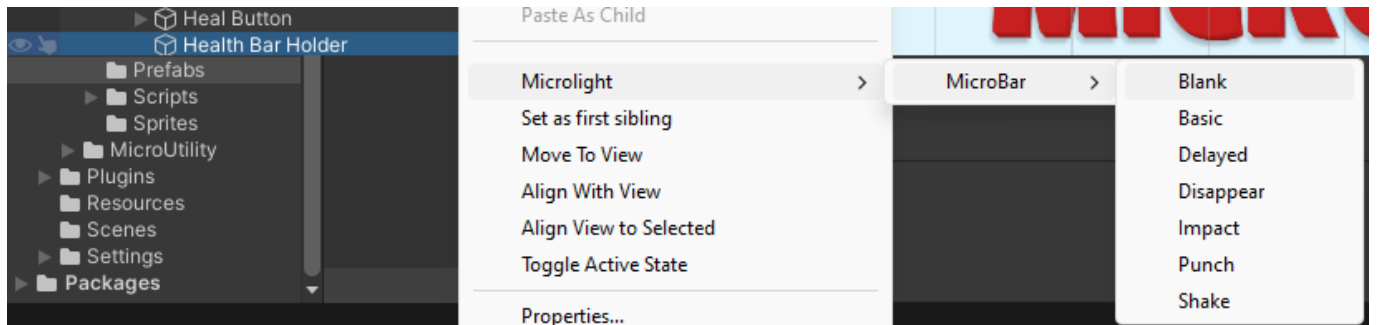 Heal Button
Health Bar Holder
Prefabs
Scripts
Sprites
MicroUtility
Plugins
Resources
Scenes
Settings
Packages
Paste As Child
Microlight
Set as first sibling
Move To View
Align With View
Align View to Selected
Toggle Active State
Properties...
MicroBar
Blank
Basic
Delayed
Disappear
Impact
Punch
Shake